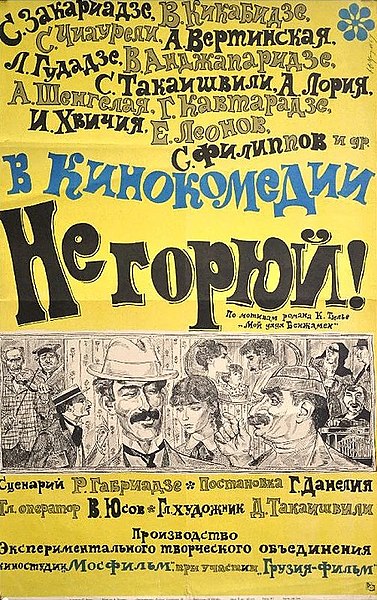 С. Закариадзе, В. Кикабидзе,
С. Чиаурели, А. Вертинская,
Л. Гудадзе, В. Анджапаридзе,
С. Такаишвили, А. Лория,
А. Шенгелая, Г. Кавтарадзе,
И. Хвичия, Е. Леонов,
С. Филиппов и др.
в кинокомедии
Не горюй!
По мотивам романа К. Тилье
„Мой дядя Бенжамен"
Сценарий Р. Габриадзе * Постановка Г. Данелия
Гл. оператор В. Юсов * Гл. художник Д. Такаишвили
Производство
Экспериментального творческого объединения
киностудии „Мосфильм", при участии „Грузия-фильм"